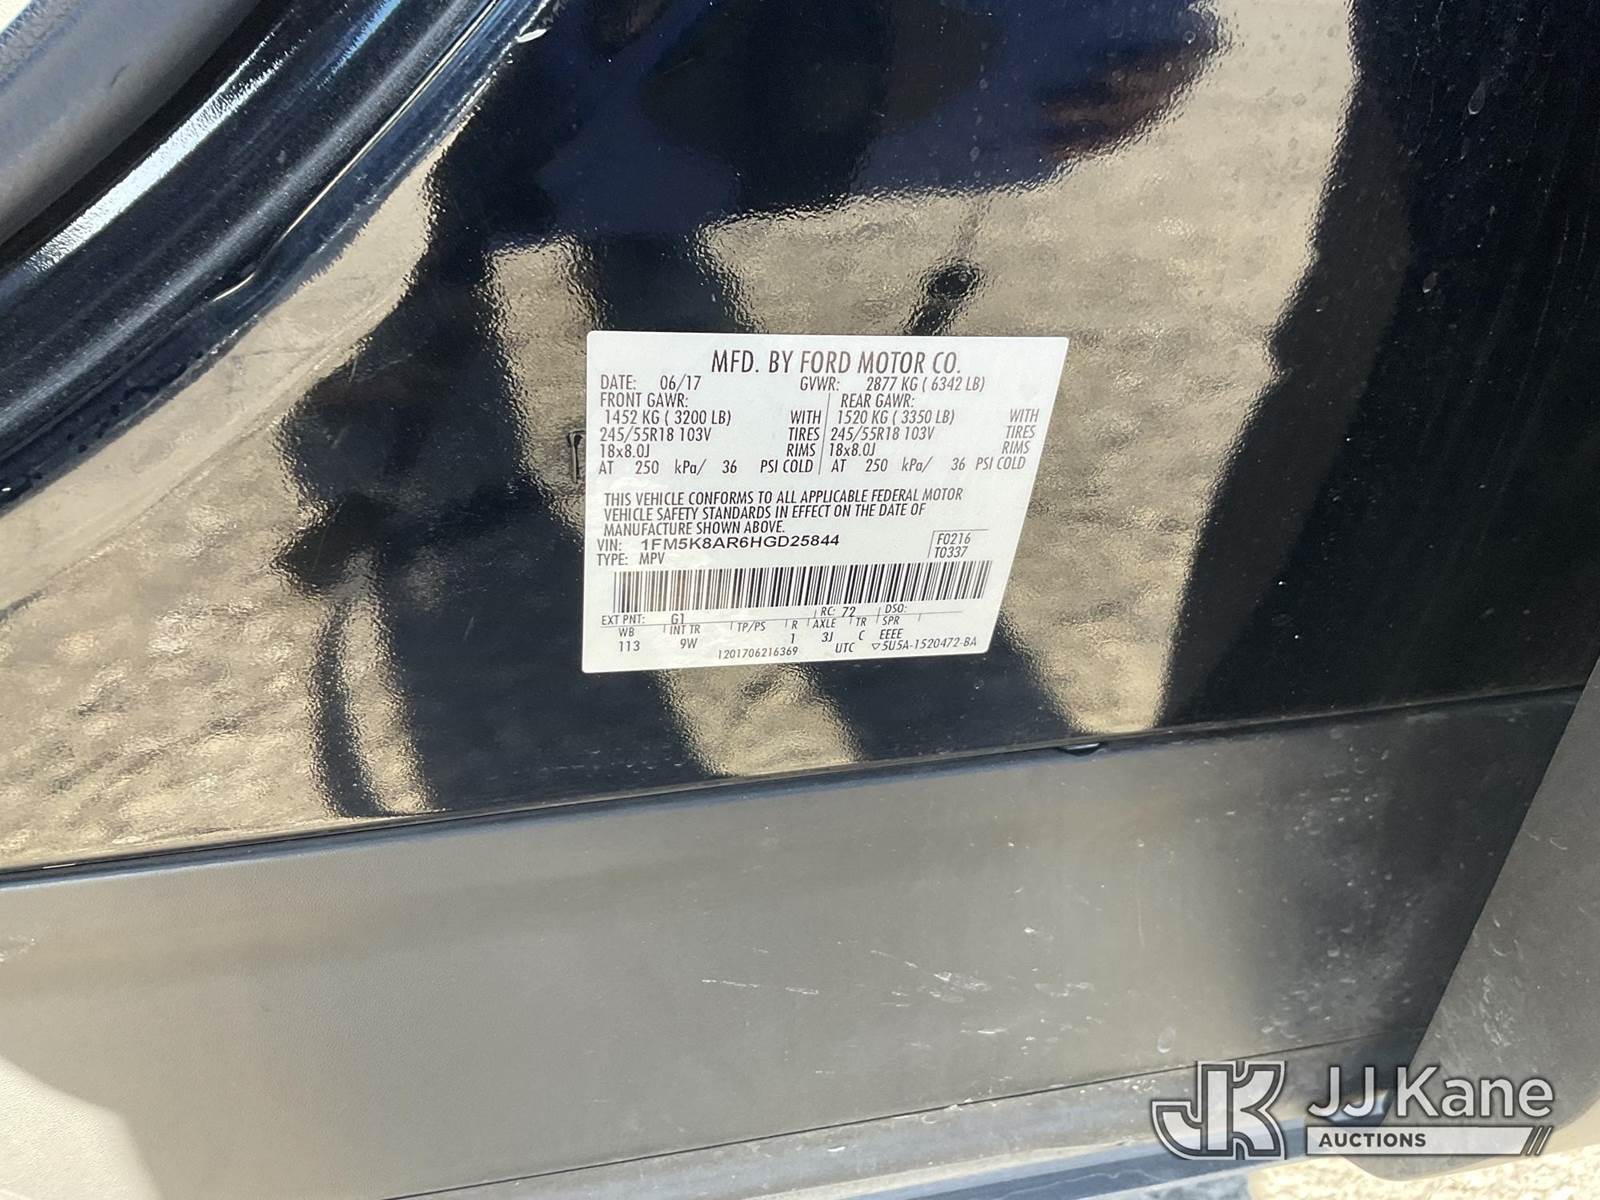 MFD. BY FORD MOTOR CO.
DATE: 06/17 GVWR: 2877 KG ( 6342 LB)
FRONT GAWR: REAR GAWR:
1452 KG ( 3200 LB) WITH 1520 KG ( 3350 LB) WITH
245/55R18 103V TIRES 245/55R18 103V TIRES
18x8.0J RIMS 18x8.0J RIMS
AT 250 kPa/ 36 PSI COLD AT 250 kPa/ 36 PSI COLD
THIS VEHICLE CONFORMS TO ALL APPLICABLE FEDERAL MOTOR
VEHICLE SAFETY STANDARDS IN EFFECT ON THE DATE OF
MANUFACTURE SHOWN ABOVE.
VIN: 1FM5K8AR6HGD25844 F0216
TYPE: MPV T0337
EXT PNT: G1 RC: 72 DSO:
WB INT TR TP/PS R AXLE TR SPR
113 9W 1 3J C EEEE
1201706216369 UTC ▽5U5A-1520472-BA
JK JJ Kane
AUCTIONS